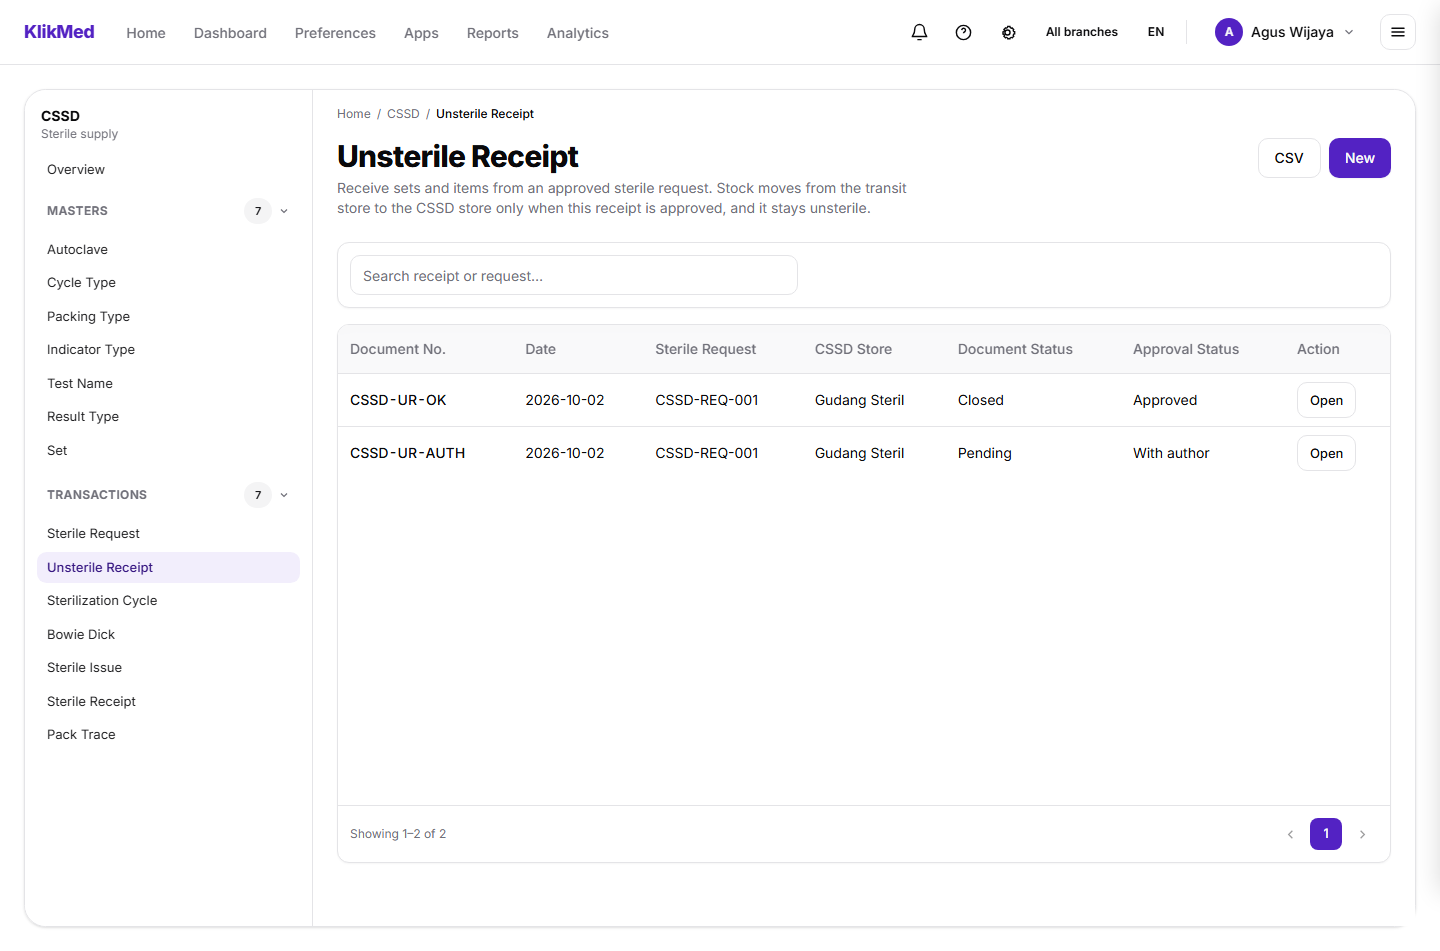 KlikMed
Home
Dashboard
Preferences
Apps
Reports
Analytics
All branches
EN
A
Agus Wijaya
CSSD
Sterile supply
Overview
MASTERS
7
Autoclave
Cycle Type
Packing Type
Indicator Type
Test Name
Result Type
Set
TRANSACTIONS
7
Sterile Request
Unsterile Receipt
Sterilization Cycle
Bowie Dick
Sterile Issue
Sterile Receipt
Pack Trace
Home / CSSD / Unsterile Receipt
Unsterile Receipt
Receive sets and items from an approved sterile request. Stock moves from the transit
store to the CSSD store only when this receipt is approved, and it stays unsterile.
CSV
New
Search receipt or request...
Document No. Date Sterile Request CSSD Store Document Status Approval Status Action
CSSD-UR-OK 2026-10-02 CSSD-REQ-001 Gudang Steril Closed Approved Open
CSSD-UR-AUTH 2026-10-02 CSSD-REQ-001 Gudang Steril Pending With author Open
Showing 1–2 of 2
1